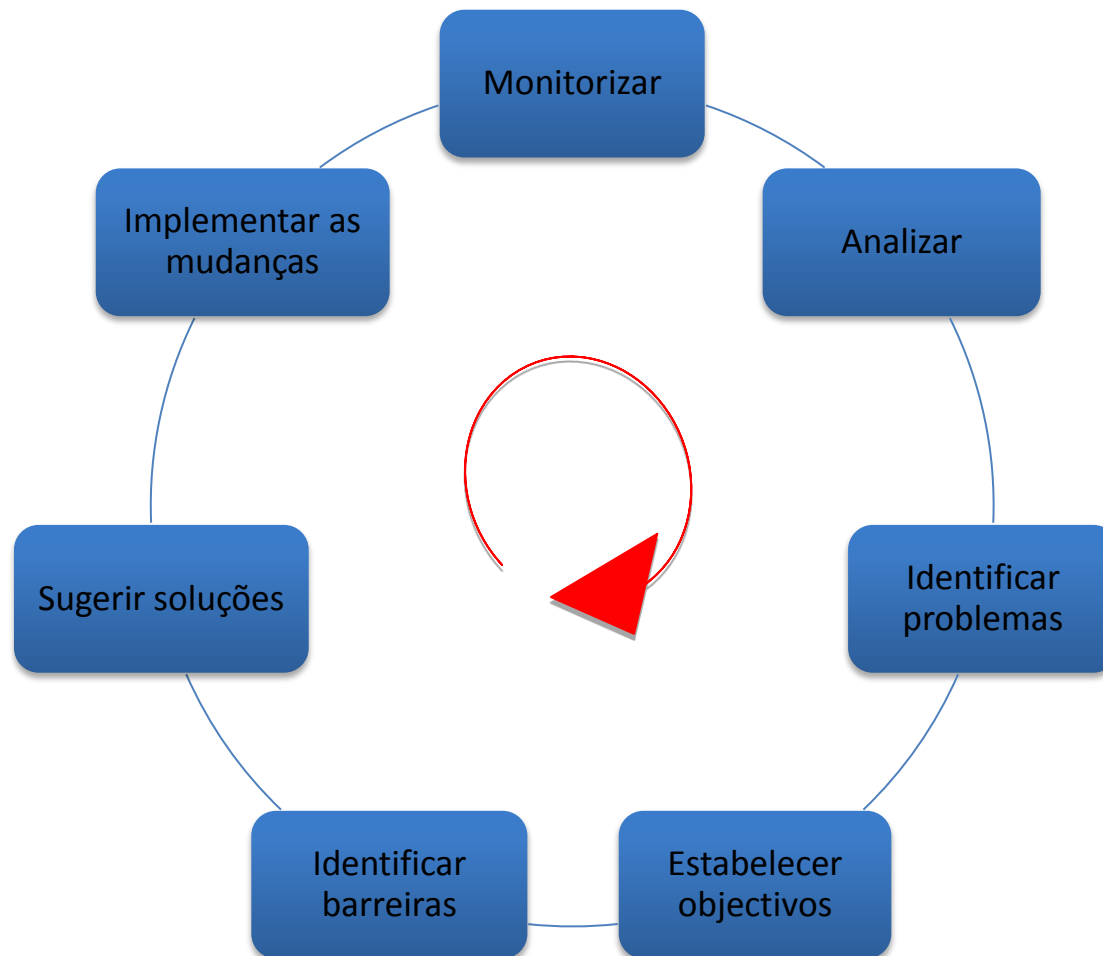 Monitorizar
Analizar
Identificar
problemas
Estabelecer
objectivos
Identificar
barreiras
Sugerir soluções
Implementar as
mudanças